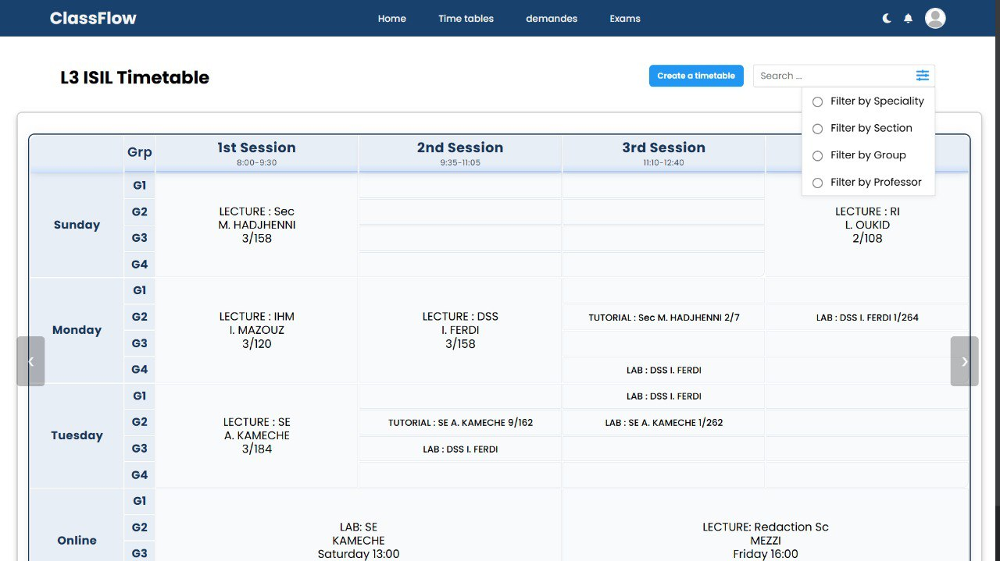 ClassFlow
Home
Time tables
demandes
Exams
L3 ISIL Timetable
Create a timetable
Search ...
Filter by Speciality
Filter by Section
Filter by Group
Filter by Professor
Grp
1st Session
8:00-9:30
2nd Session
9:35-11:05
3rd Session
11:10-12:40
Sunday
G1
G2
G3
G4
LECTURE : Sec
M. HADJHENNI
3/158
LECTURE : RI
L. OUKID
2/108
Monday
G1
G2
G3
G4
LECTURE : IHM
I. MAZOUZ
3/120
LECTURE : DSS
I. FERDI
3/158
TUTORIAL : Sec M. HADJHENNI 2/7
LAB : DSS I. FERDI 1/264
LAB : DSS I. FERDI
Tuesday
G1
G2
G3
G4
LECTURE : SE
A. KAMECHE
3/184
LAB : DSS I. FERDI
TUTORIAL : SE A. KAMECHE 9/162
LAB : SE A. KAMECHE 1/262
LAB : DSS I. FERDI
Online
G1
G2
G3
LAB: SE
KAMECHE
Saturday 13:00
LECTURE: Redaction Sc
MEZZI
Friday 16:00